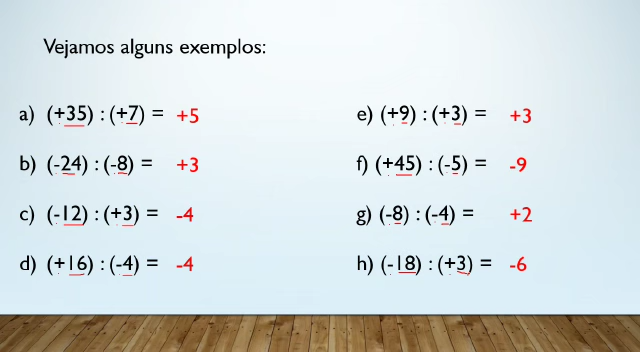 Vejamos alguns exemplos:
a) (+35) : (+7) = +5
b) (-24) : (-8) = +3
c) (-12) : (+3) = -4
d) (+16) : (-4) = -4
e) (+9) : (+3) = +3
f) (+45) : (-5) = -9
g) (-8) : (-4) = +2
h) (-18) : (+3) = -6